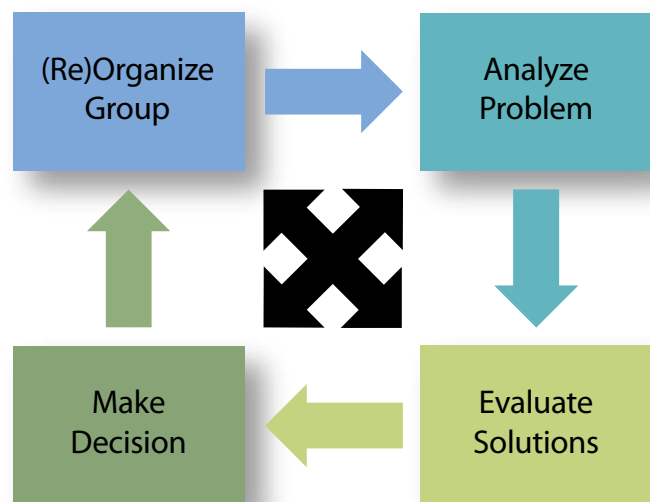 (Re)Organize
Group
Analyze
Problem
Make
Decision
Evaluate
Solutions